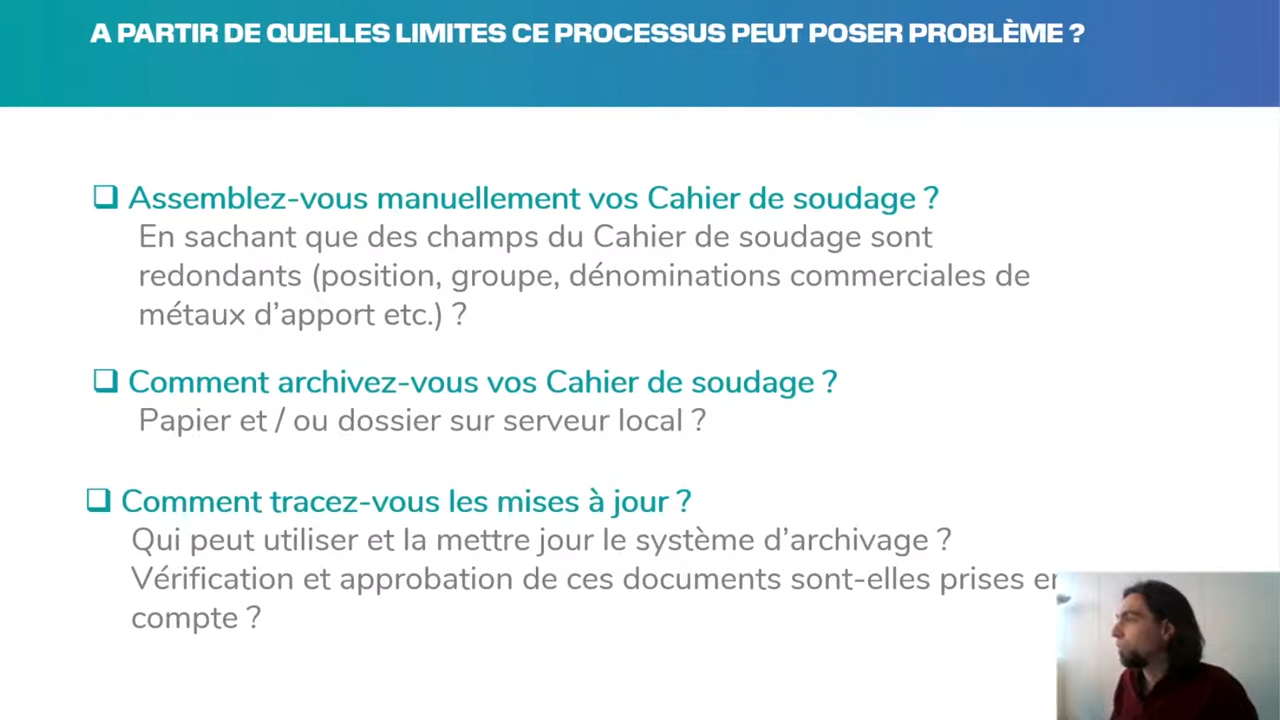 A PARTIR DE QUELLES LIMITES CE PROCESSUS PEUT POSER PROBLÈME ?
Assemblez-vous manuellement vos Cahier de soudage ?
En sachant que des champs du Cahier de soudage sont
redondants (position, groupe, dénominations commerciales de
métaux d'apport etc.) ?
Comment archivez-vous vos Cahier de soudage ?
Papier et / ou dossier sur serveur local ?
Comment tracez-vous les mises à jour ?
Qui peut utiliser et la mettre jour le système d'archivage ?
Vérification et approbation de ces documents sont-elles prises en
compte ?